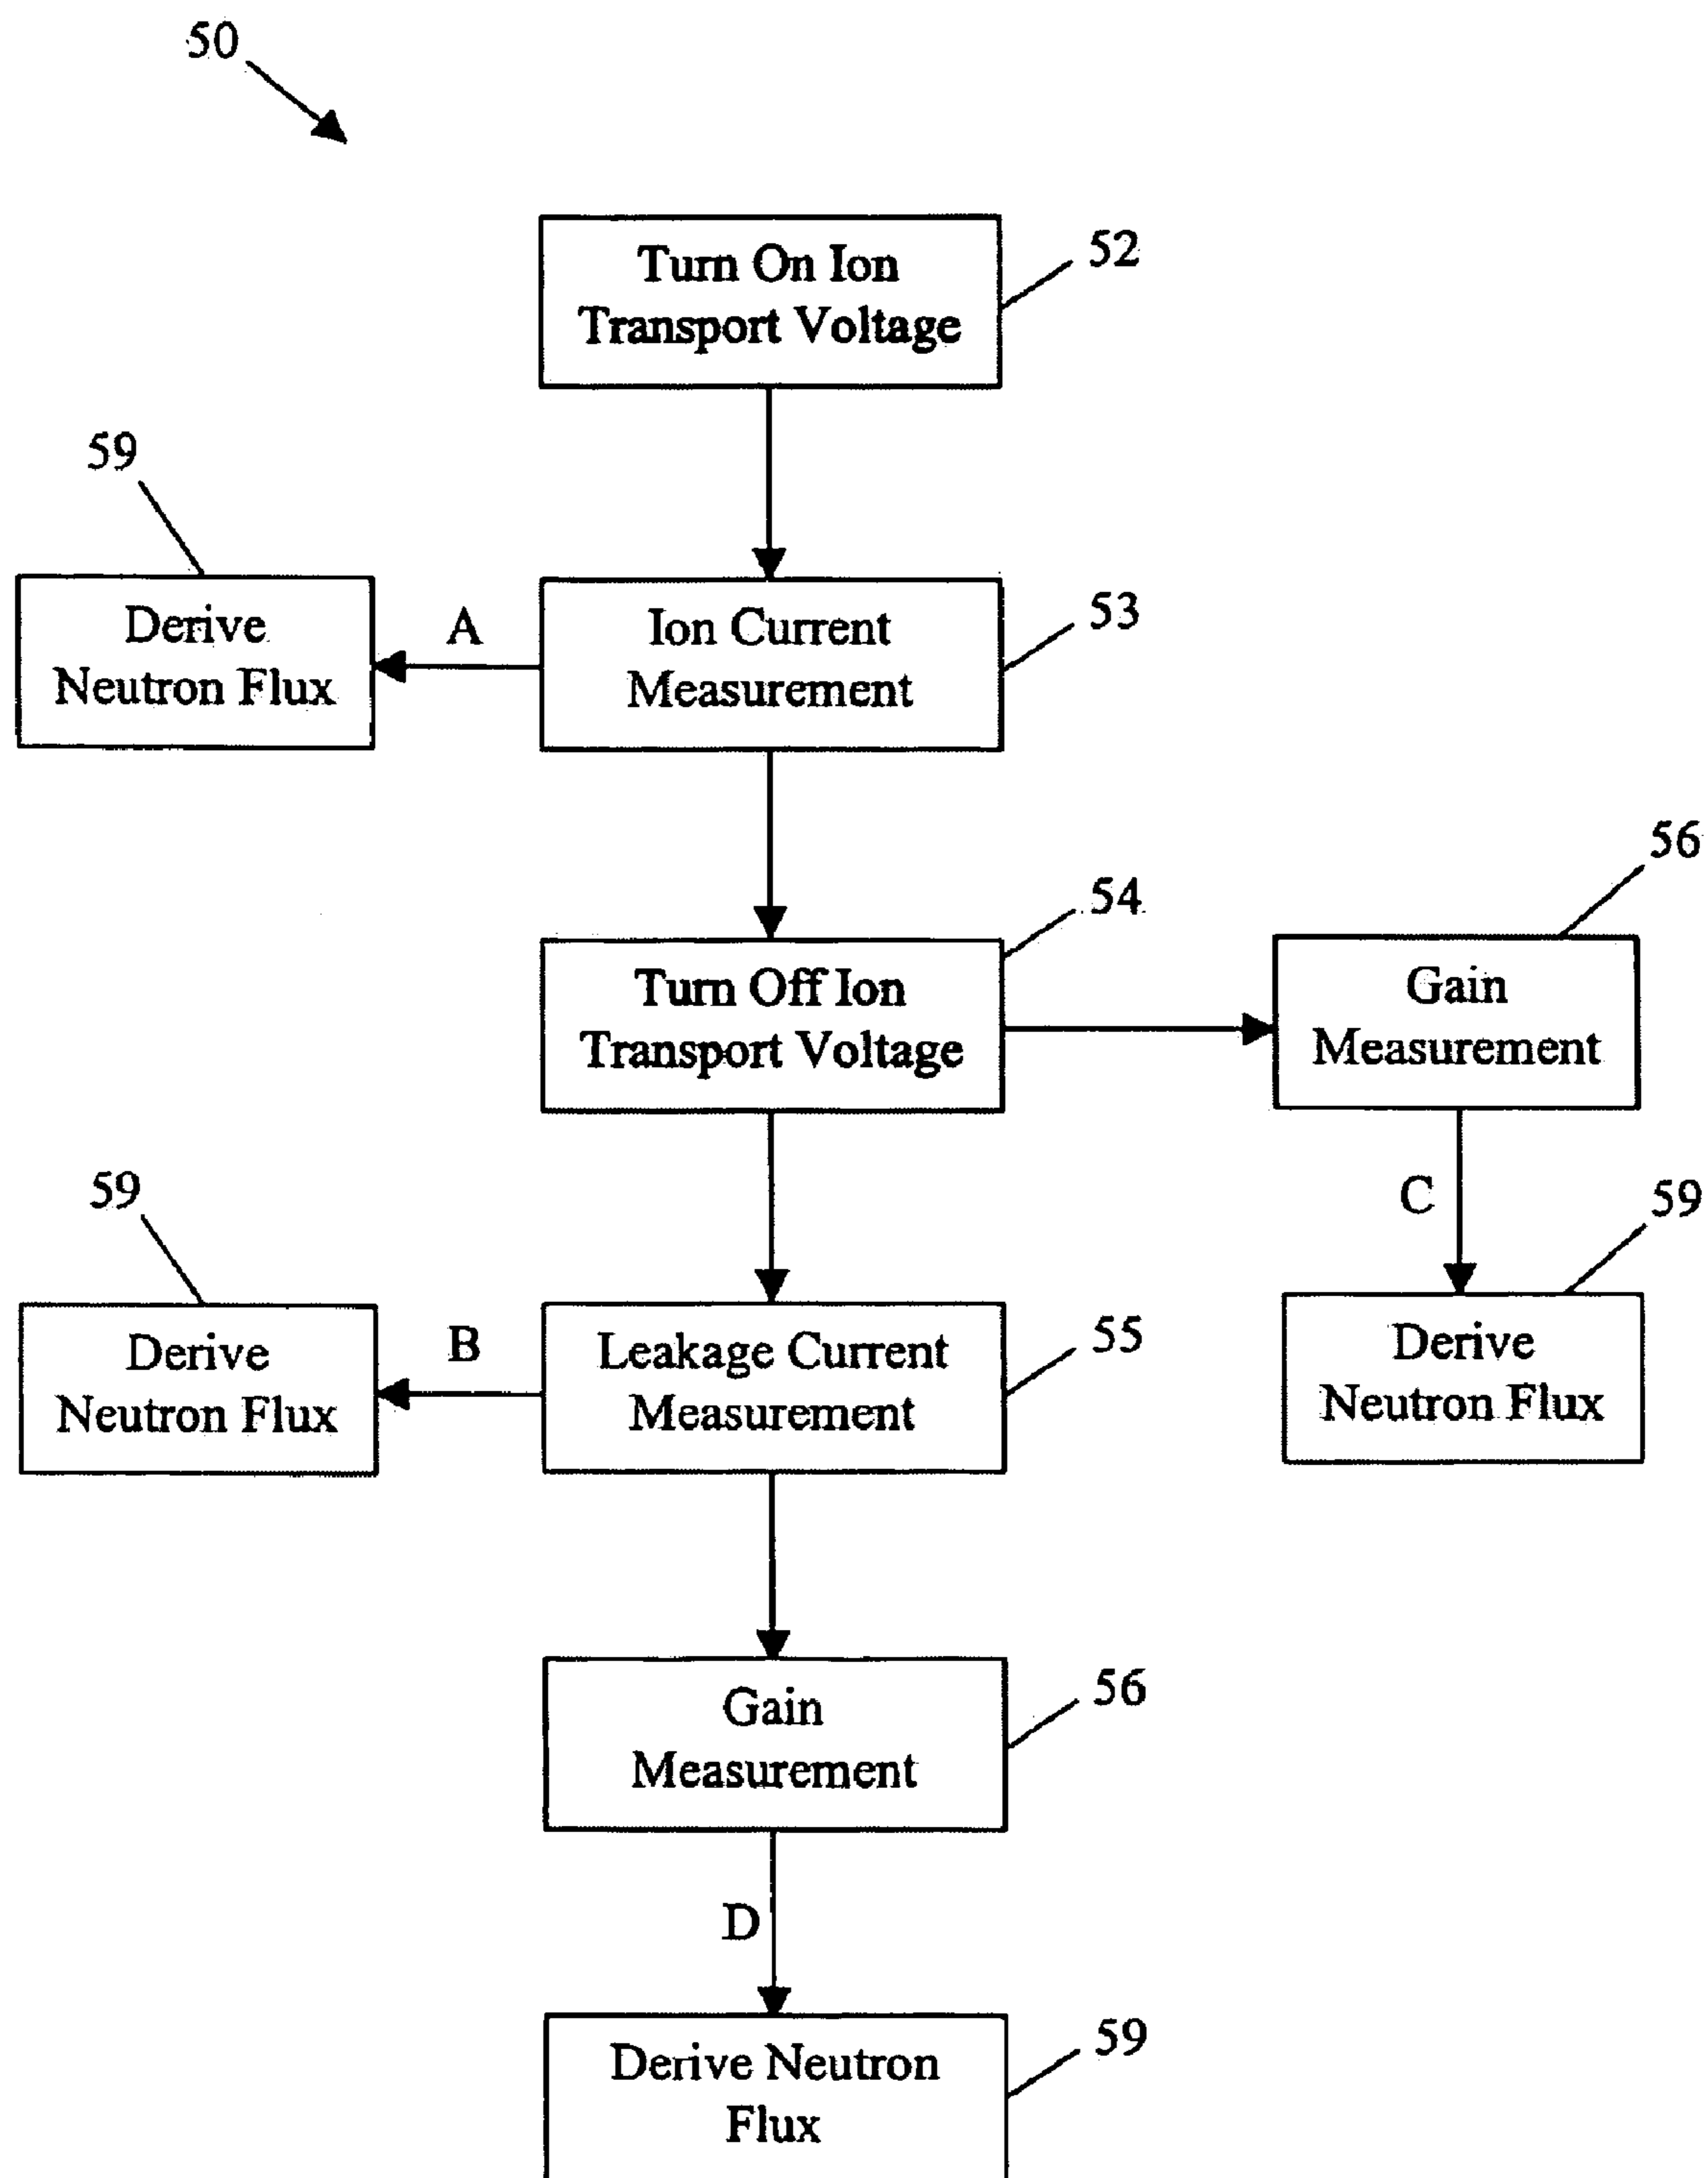 50
Turn On Ion
Transport Voltage
52
59
Derive
Neutron Flux
A
Ion Current
Measurement
53
56
54
Turn Off Ion
Transport Voltage
Gain
Measurement
59
C
59
Derive
Neutron Flux
B
Leakage Current
Measurement
55
Derive
Neutron Flux
Gain
Measurement
56
D
Derive Neutron
Flux
59